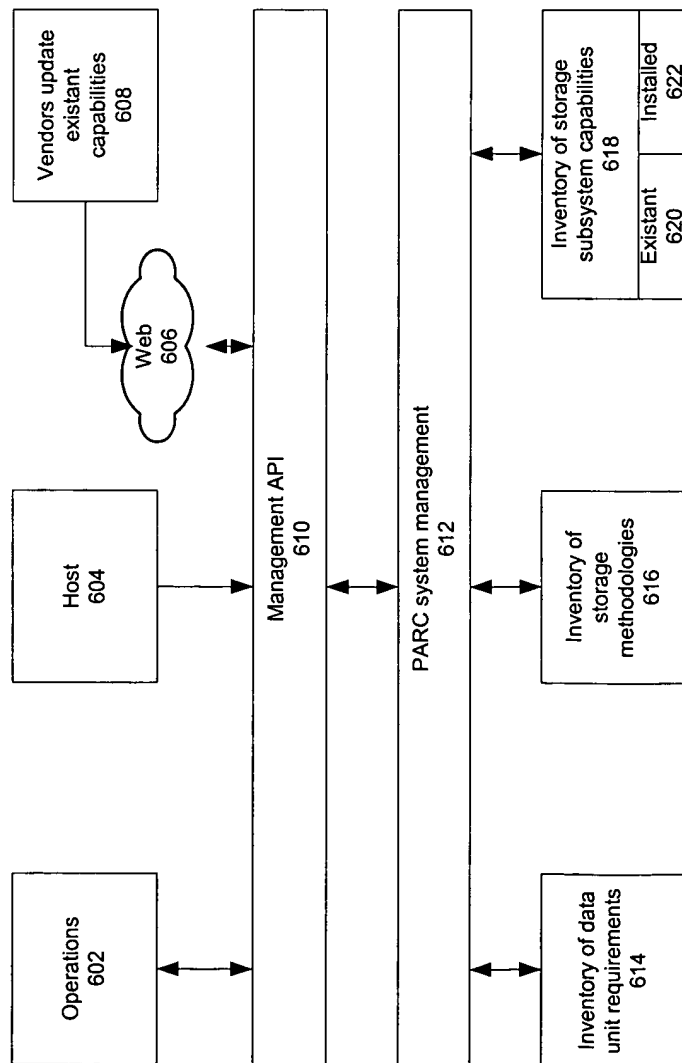 Operations
602
Host
604
Vendors update
existant
capabilities
608
Web
606
Management API
610
PARC system management
612
Inventory of data
unit requirements
614
Inventory of
storage
methodologies
616
Inventory of storage
subsystem capabilities
618
Existant
620
Installed
622